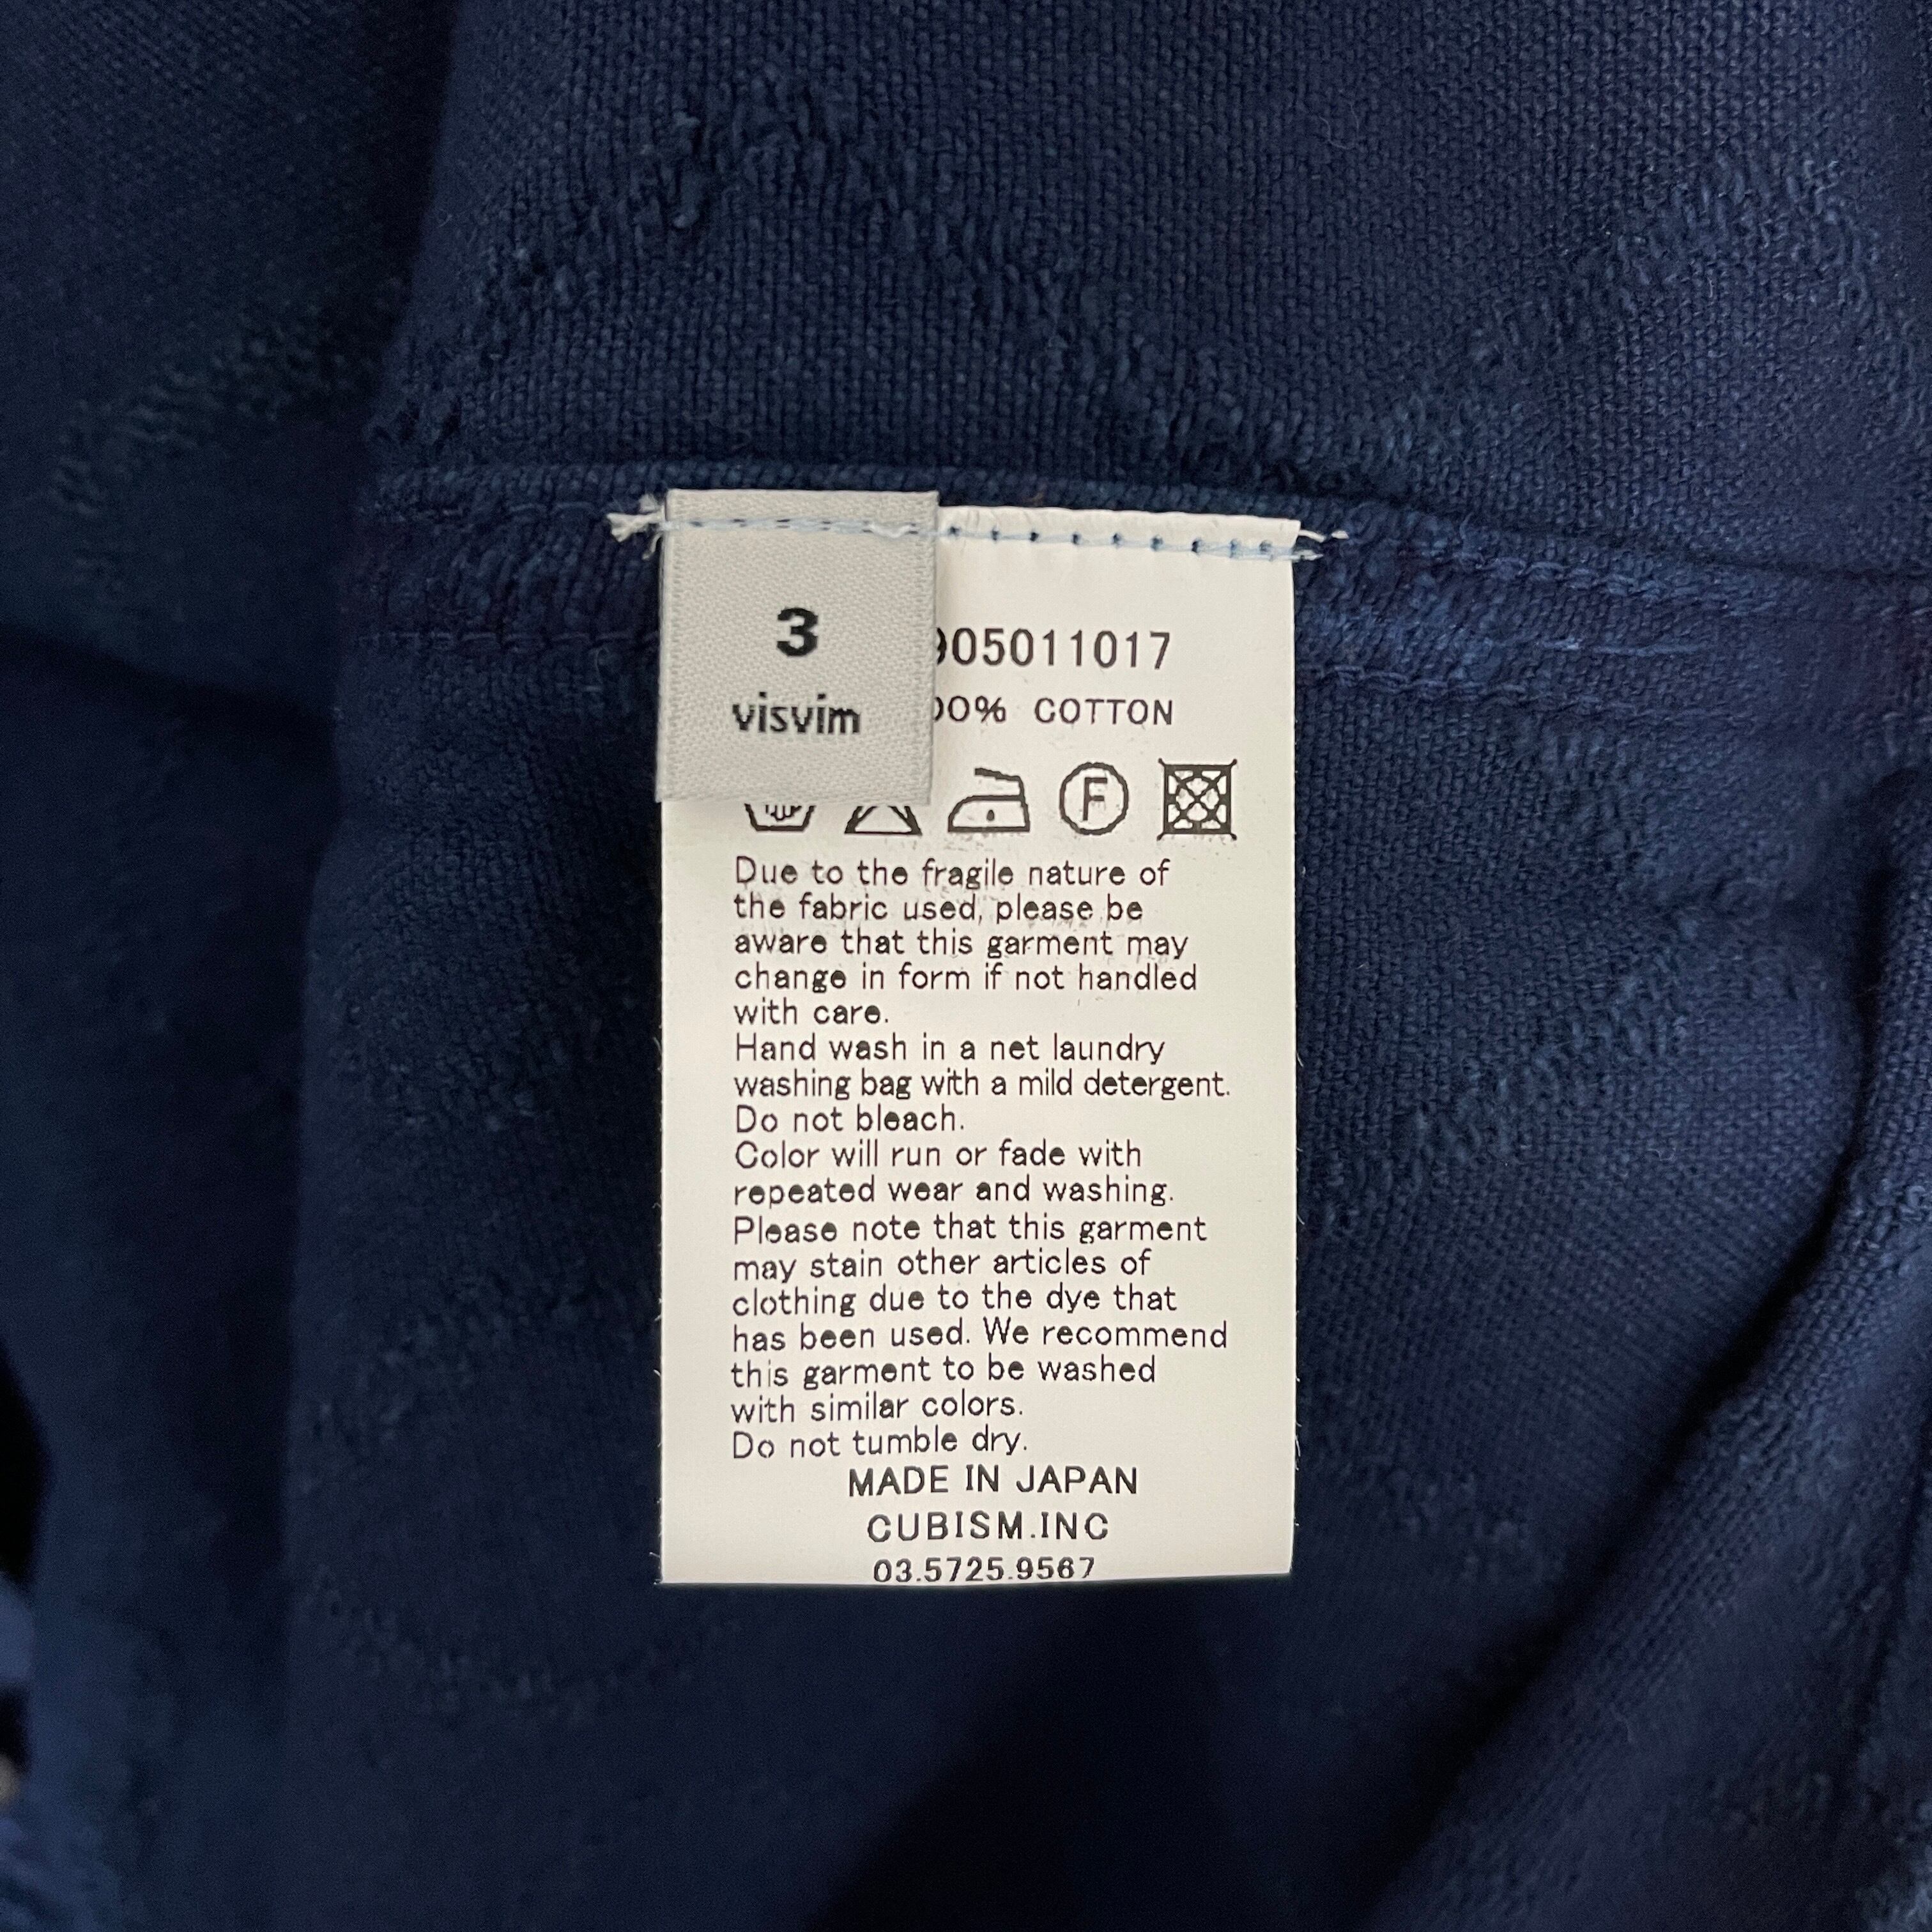 3
visvim
05011017
0% COTTON
F
Due to the fragile nature of
the fabric used, please be
aware that this garment may
change in form if not handled
with care.
Hand wash in a net laundry
washing bag with a mild detergent.
Do not bleach.
Color will run or fade with
repeated wear and washing.
Please note that this garment
may stain other articles of
clothing due to the dye that
has been used. We recommend
this garment to be washed
with similar colors.
Do not tumble dry.
MADE IN JAPAN
CUBISM.INC
03.5725.9567